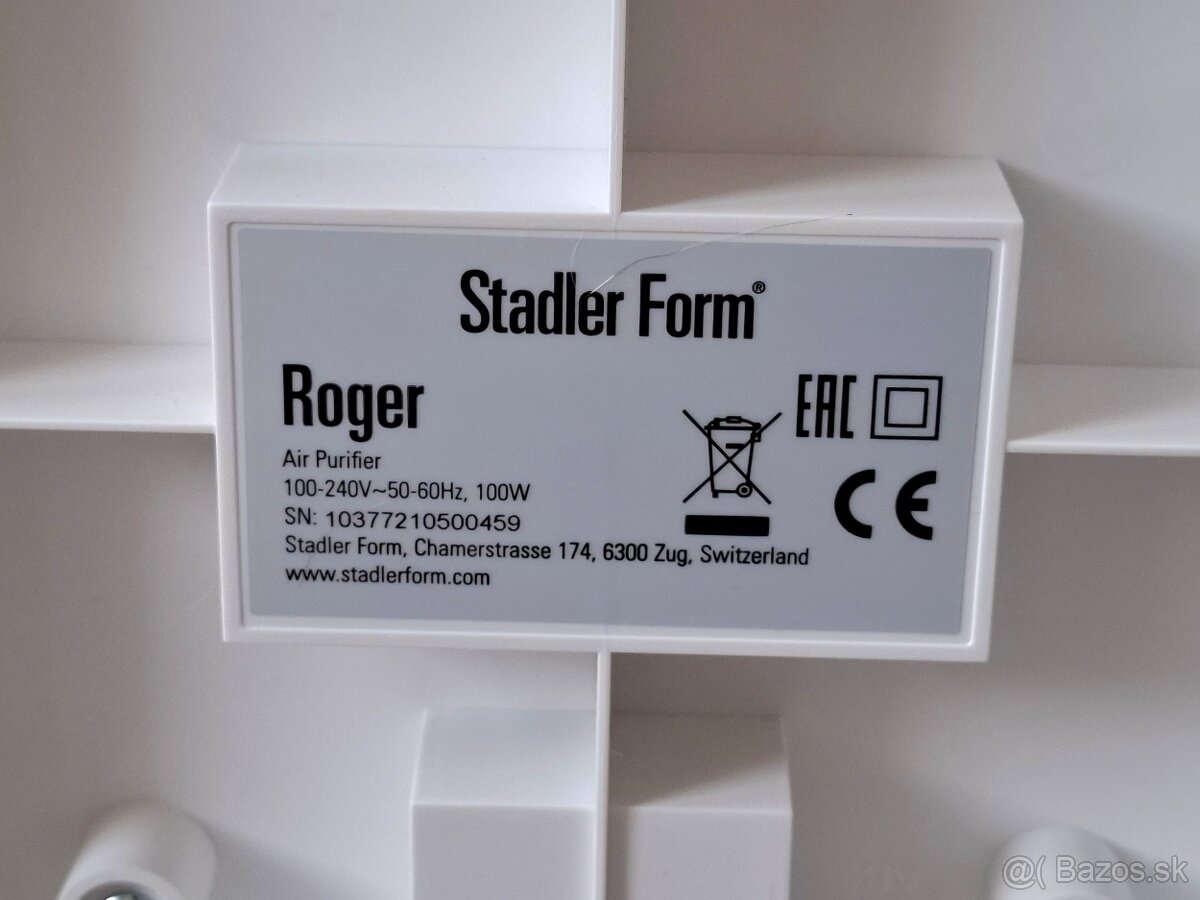 Stadler Form®
Roger
Air Purifier
100-240V~50-60Hz, 100W
SN: 10377210500459
Stadler Form, Chamerstrasse 174, 6300 Zug, Switzerland
www.stadlerform.com
EAC
CE
@( Bazos.sk